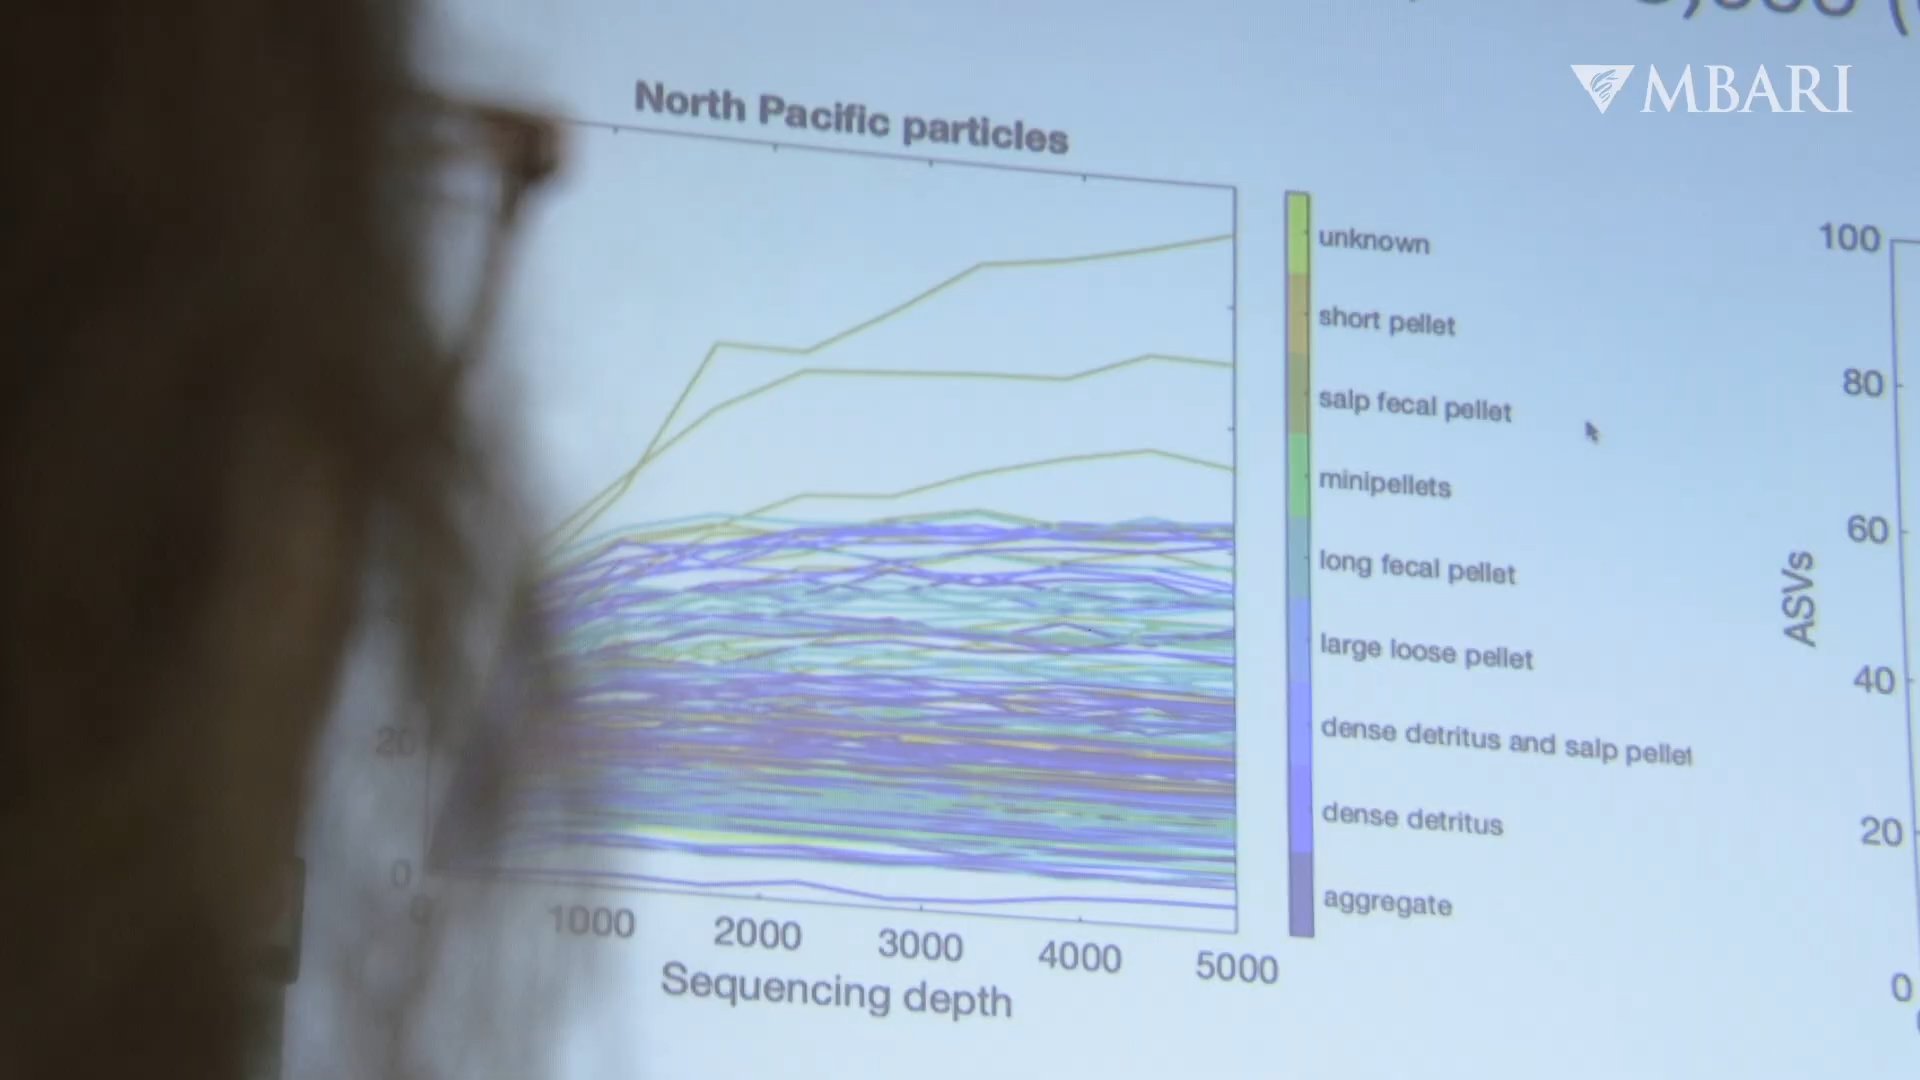 MBARI
North Pacific particles
unknown
short pellet
salp fecal pellet
minipellets
long fecal pellet
large loose pellet
dense detritus and salp pellet
dense detritus
aggregate
20
0
0
1000
2000
3000
4000
5000
Sequencing depth
100
80
60
40
20
0
ASVs